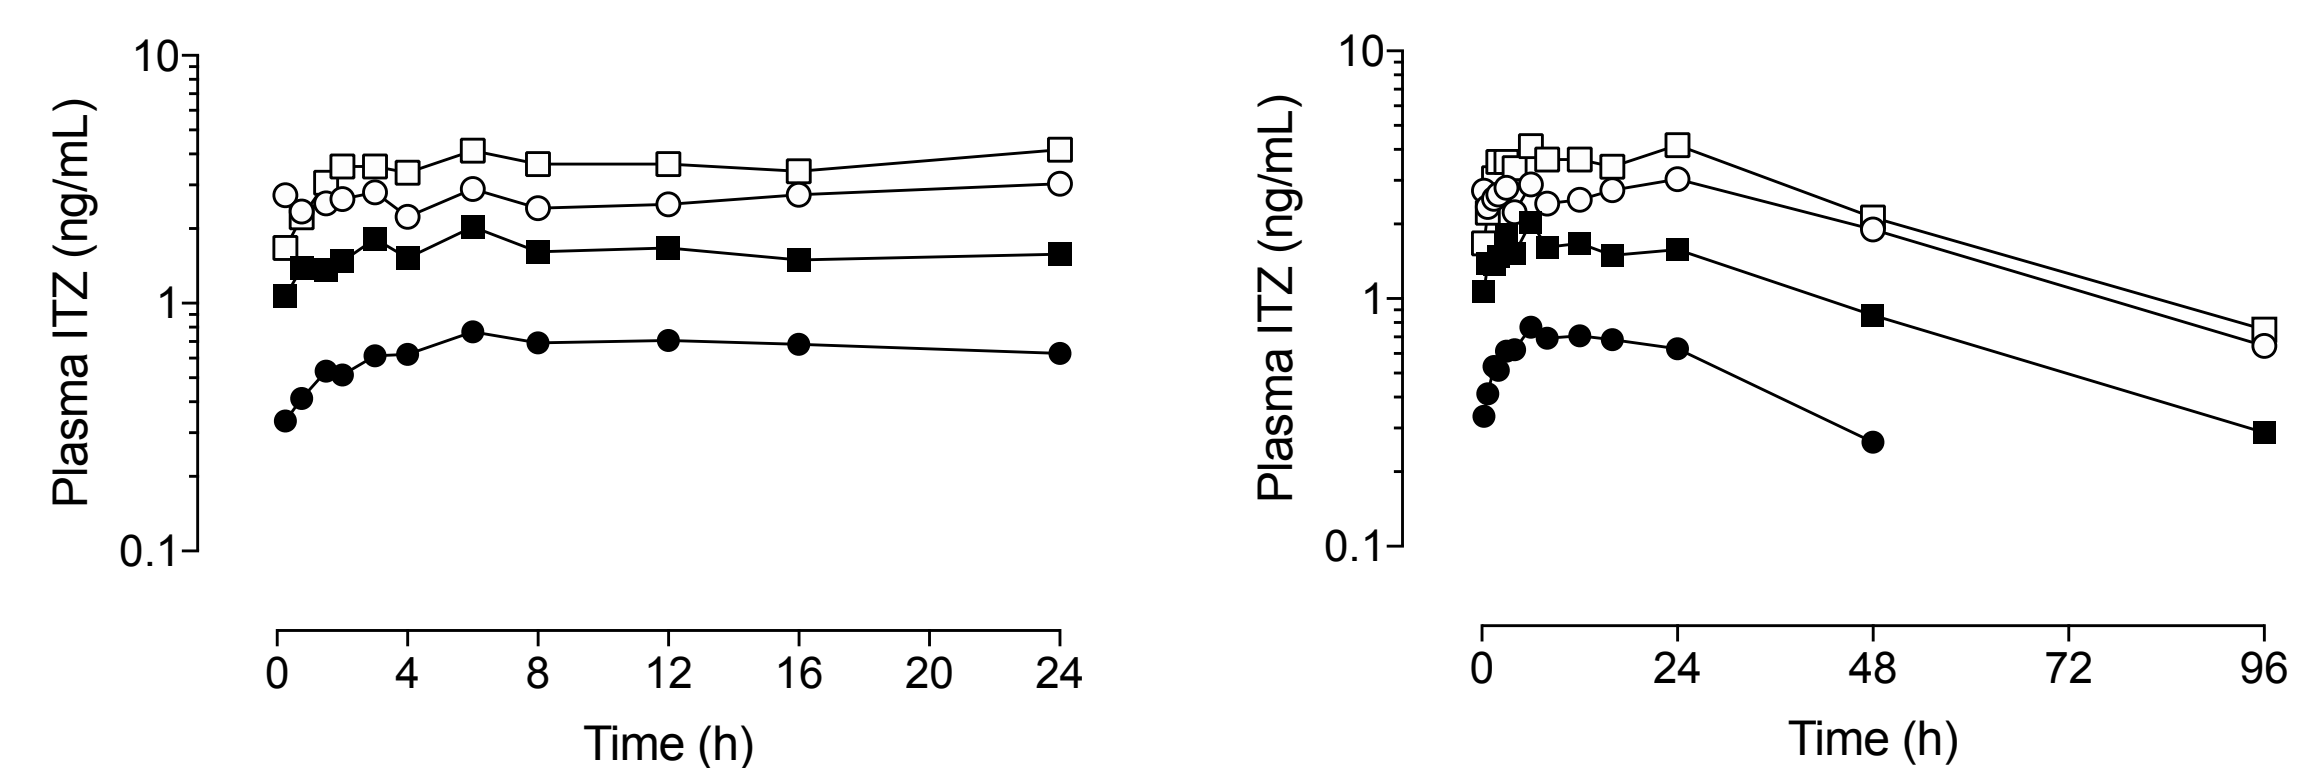 10
1
0.1
Plasma ITZ (ng/mL)
0 4 8 12 16 20 24
Time (h)
10
1
0.1
Plasma ITZ (ng/mL)
0 24 48 72 96
Time (h)